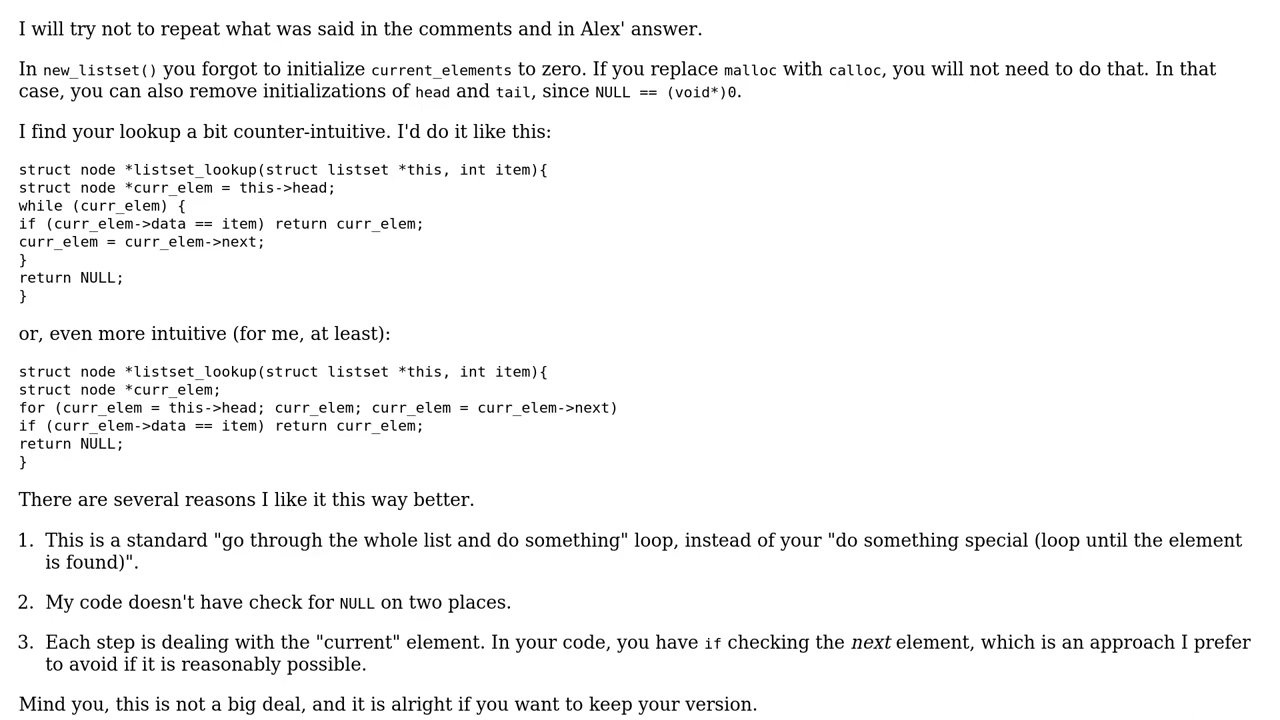 I will try not to repeat what was said in the comments and in Alex' answer.
In new_listset() you forgot to initialize current_elements to zero. If you replace malloc with calloc, you will not need to do that. In that
case, you can also remove initializations of head and tail, since NULL == (void*)0.
I find your lookup a bit counter-intuitive. I'd do it like this:
struct node *listset_lookup(struct listset *this, int item){
struct node *curr_elem = this->head;
while (curr_elem) {
if (curr_elem->data == item) return curr_elem;
curr_elem = curr_elem->next;
}
return NULL;
}
or, even more intuitive (for me, at least):
struct node *listset_lookup(struct listset *this, int item){
struct node *curr_elem;
for (curr_elem = this->head; curr_elem; curr_elem = curr_elem->next)
if (curr_elem->data == item) return curr_elem;
return NULL;
}
There are several reasons I like it this way better.
1. This is a standard "go through the whole list and do something" loop, instead of your "do something special (loop until the element
is found)".
2. My code doesn't have check for NULL on two places.
3. Each step is dealing with the "current" element. In your code, you have if checking the next element, which is an approach I prefer
to avoid if it is reasonably possible.
Mind you, this is not a big deal, and it is alright if you want to keep your version.